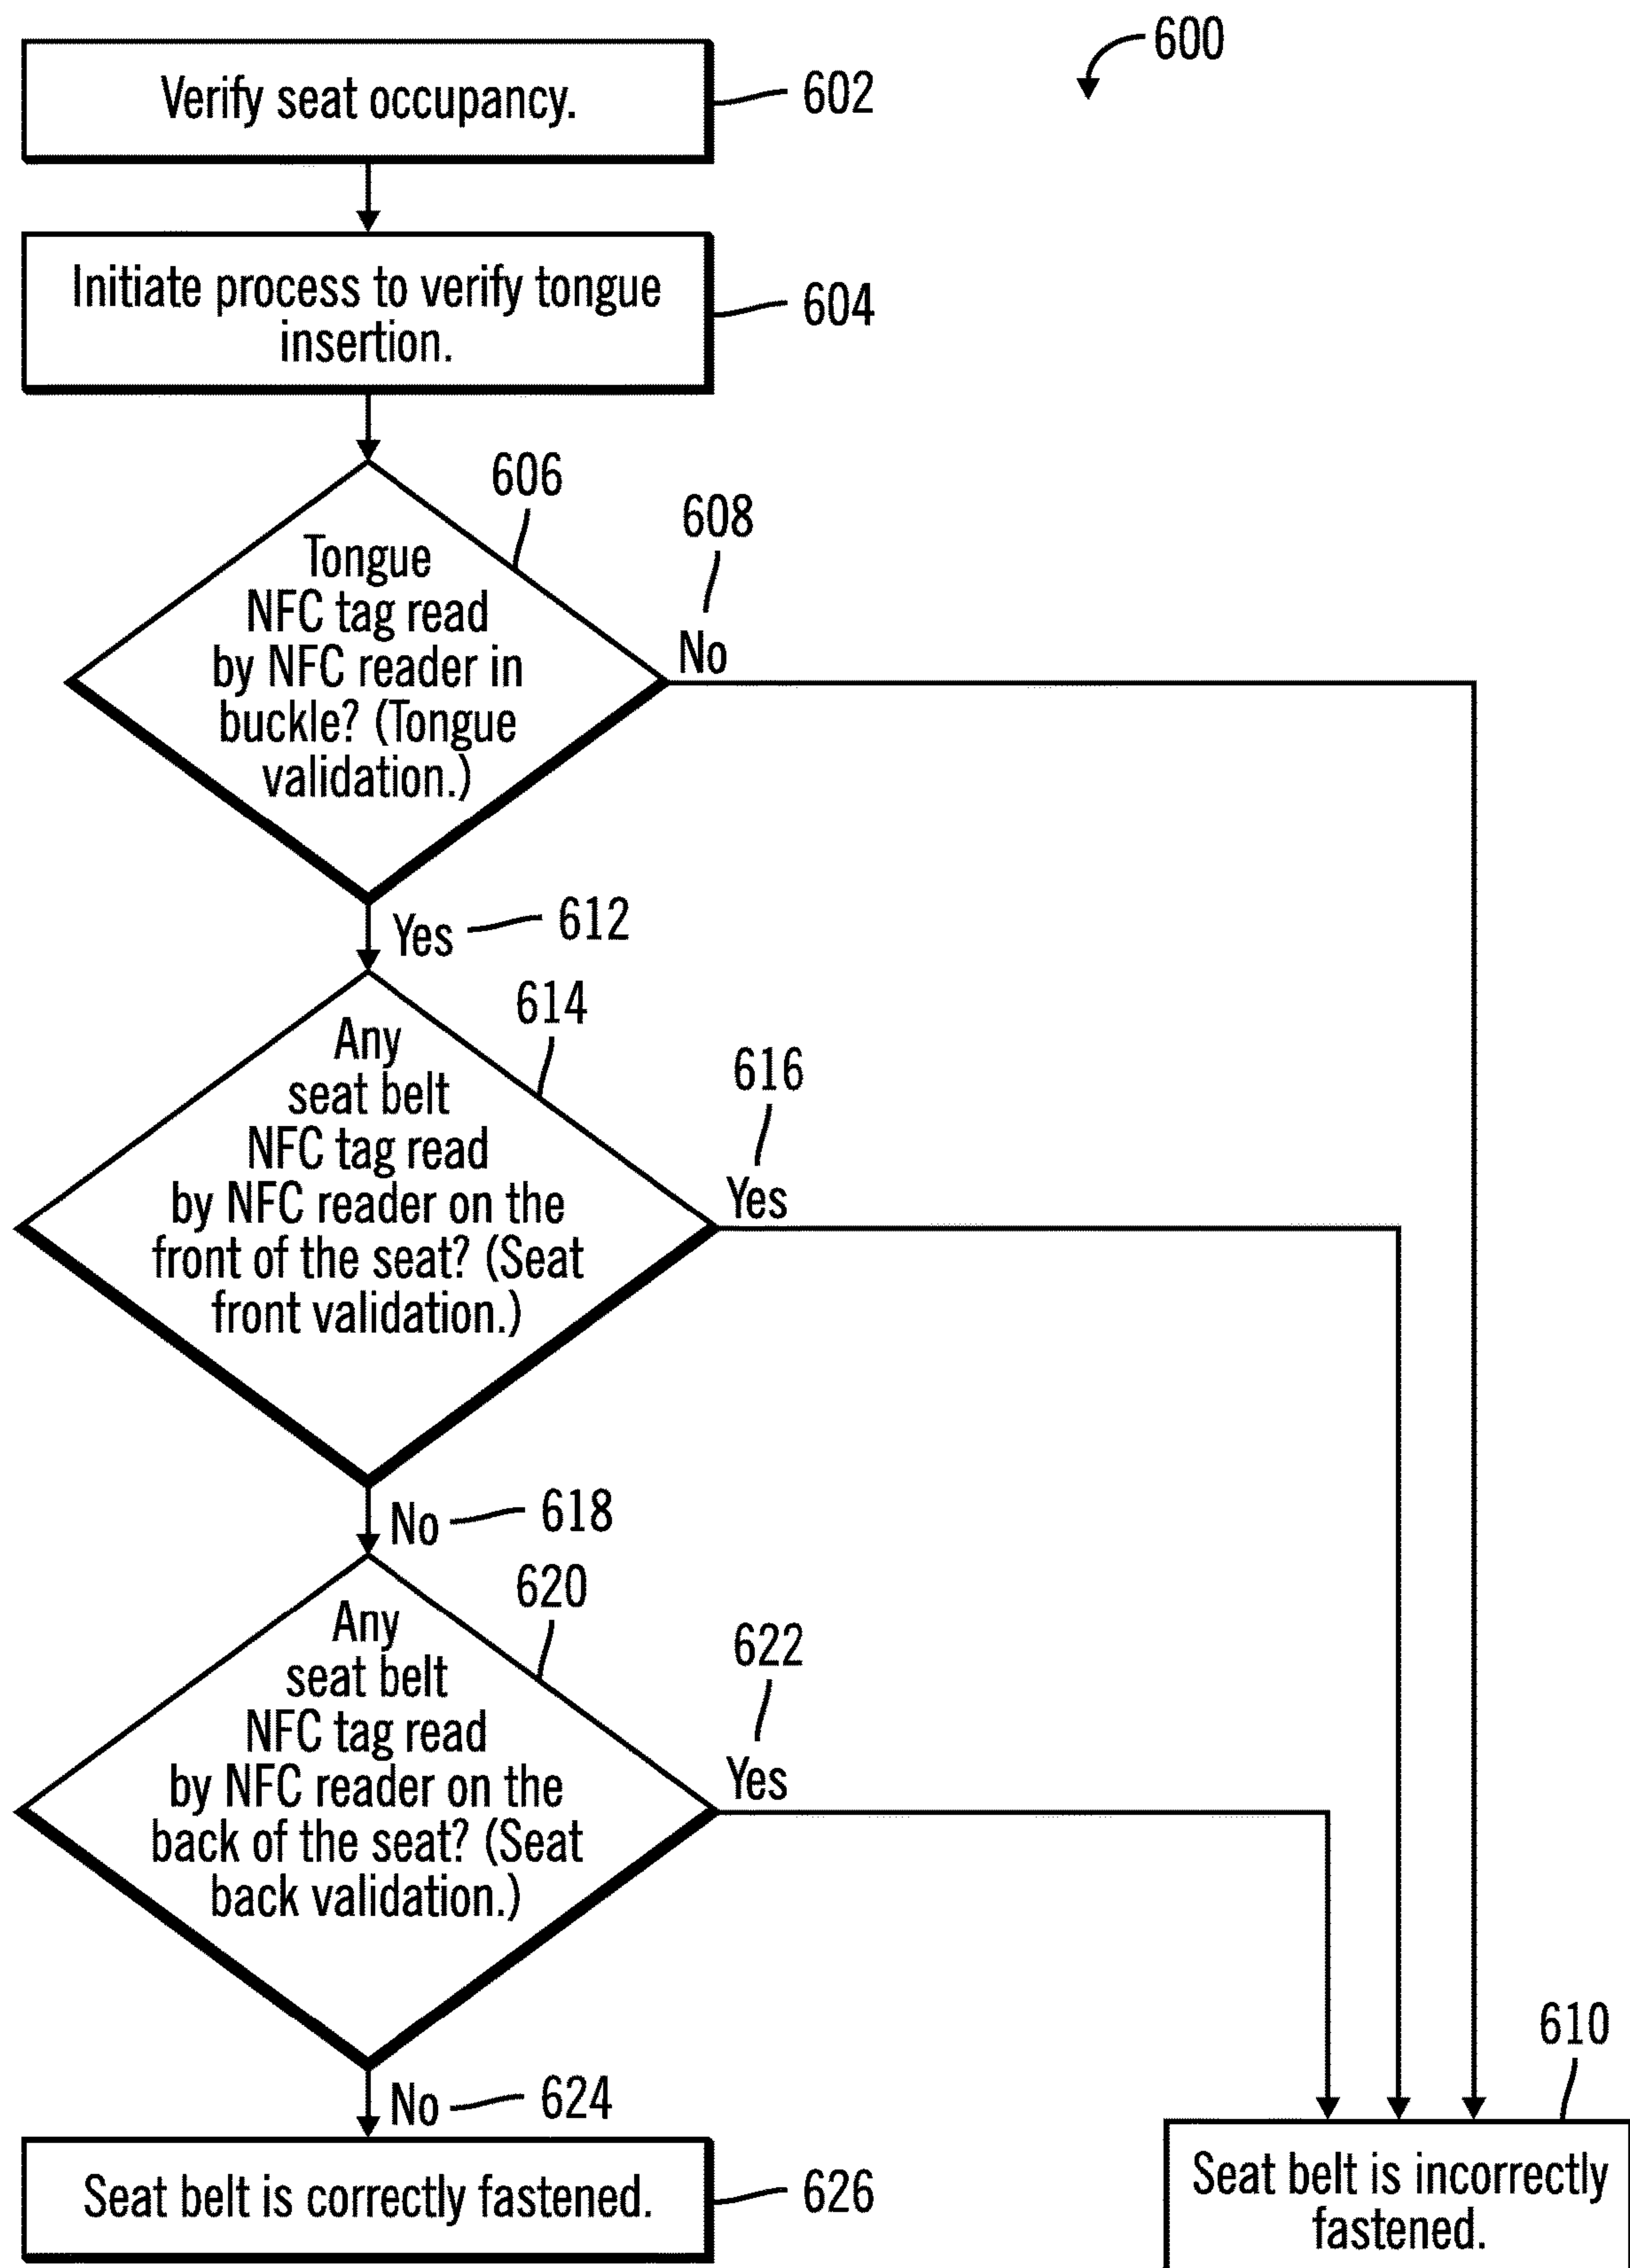 600
Verify seat occupancy.
602
Initiate process to verify tongue
insertion.
604
606
608
Tongue
NFC tag read
by NFC reader in
buckle? (Tongue
validation.)
No
Yes
612
614
616
Any
seat belt
NFC tag read
by NFC reader on the
front of the seat? (Seat
front validation.)
Yes
No
618
620
622
Any
seat belt
NFC tag read
by NFC reader on the
back of the seat? (Seat
back validation.)
Yes
No
624
610
Seat belt is correctly fastened.
626
Seat belt is incorrectly
fastened.